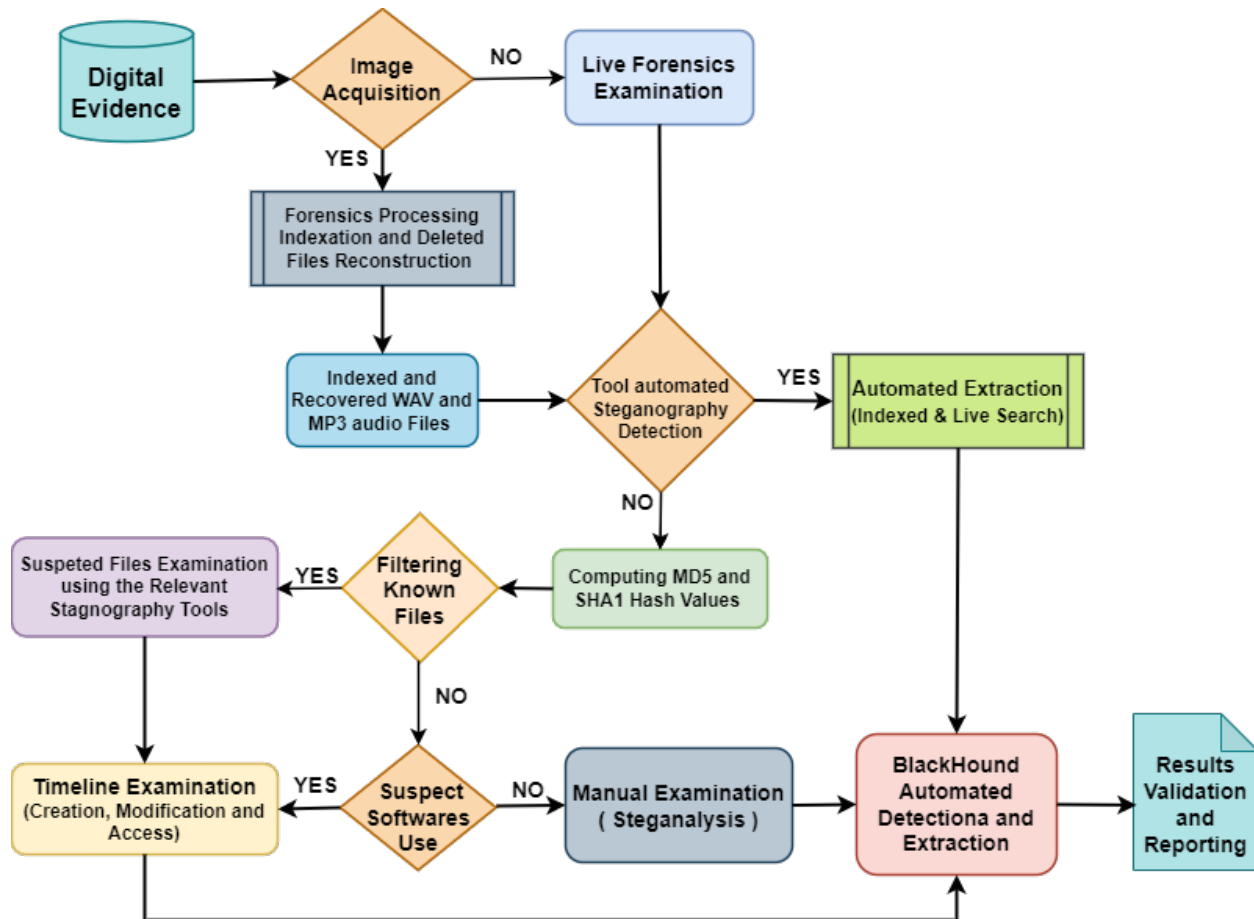 Digital
Evidence
Image
Acquisition
NO
Live Forensics
Examination
YES
Forensics Processing
Indexation and Deleted
Files Reconstruction
Indexed and
Recovered WAV and
MP3 audio Files
Tool automated
Steganography
Detection
YES
Automated Extraction
(Indexed & Live Search)
NO
Computing MD5 and
SHA1 Hash Values
Filtering
Known
Files
YES
Suspeted Files Examination
using the Relevant
Stagnography Tools
NO
Suspect
Softwares
Use
YES
Timeline Examination
(Creation, Modification and
Access)
NO
Manual Examination
( Steganalysis )
BlackHound
Automated
Detectiona and
Extraction
Results
Validation
and
Reporting